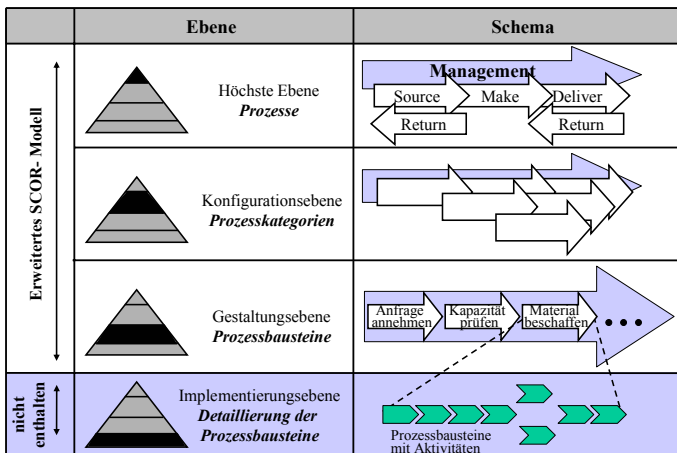 Ebene
Schema
Erweitertes SCOR- Modell
Höchste Ebene
Prozesse
Management
Source
Make
Deliver
Return
Return
Konfigurationsebene
Prozesskategorien
Gestaltungsebene
Prozessbausteine
Anfrage
annehmen
Kapazität
prüfen
Material
beschaffen
nicht
enthalten
Implementierungsebene
Detaillierung der
Prozessbausteine
Prozessbausteine
mit Aktivitäten